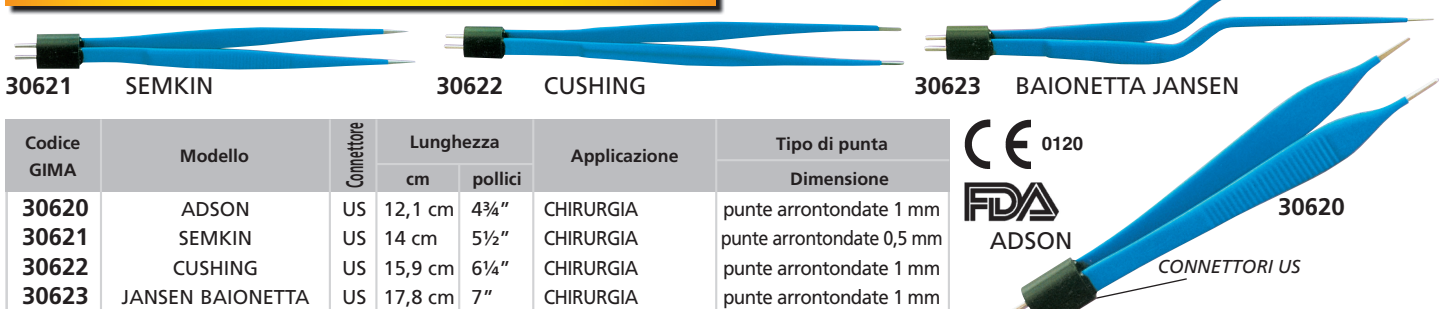 30621 SEMKIN
30622 CUSHING
30623 BAIONETTA JANSEN
Codice GIMA Modello Connettore Lunghezza Applicazione Tipo di punta
cm pollici Dimensione
30620 ADSON US 12,1 cm 4¾” CHIRURGIA punte arrontondate 1 mm
30621 SEMKIN US 14 cm 5½” CHIRURGIA punte arrontondate 0,5 mm
30622 CUSHING US 15,9 cm 6¼” CHIRURGIA punte arrontondate 1 mm
30623 JANSEN BAIONETTA US 17,8 cm 7” CHIRURGIA punte arrontondate 1 mm
CE 0120
FDA
ADSON
30620
CONNETTORI US